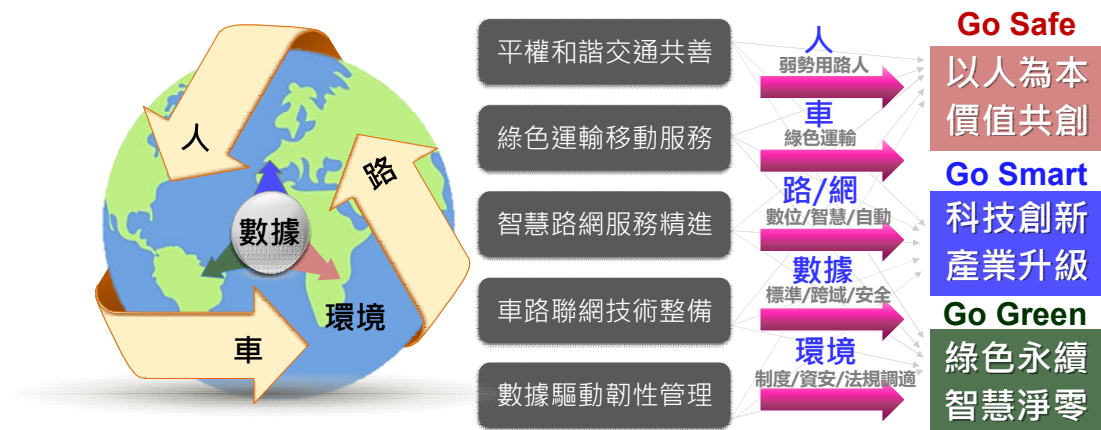 人
路
數據
環境
車
平權和諧交通共善
綠色運輸移動服務
智慧路網服務精進
車路聯網技術整備
數據驅動韌性管理
人
弱勢用路人
車
綠色運輸
路/網
數位/智慧/自動
數據
標準/跨域/安全
環境
制度/資安/法規調適
Go Safe
以人為本
價值共創
Go Smart
科技創新
產業升級
Go Green
綠色永續
智慧淨零